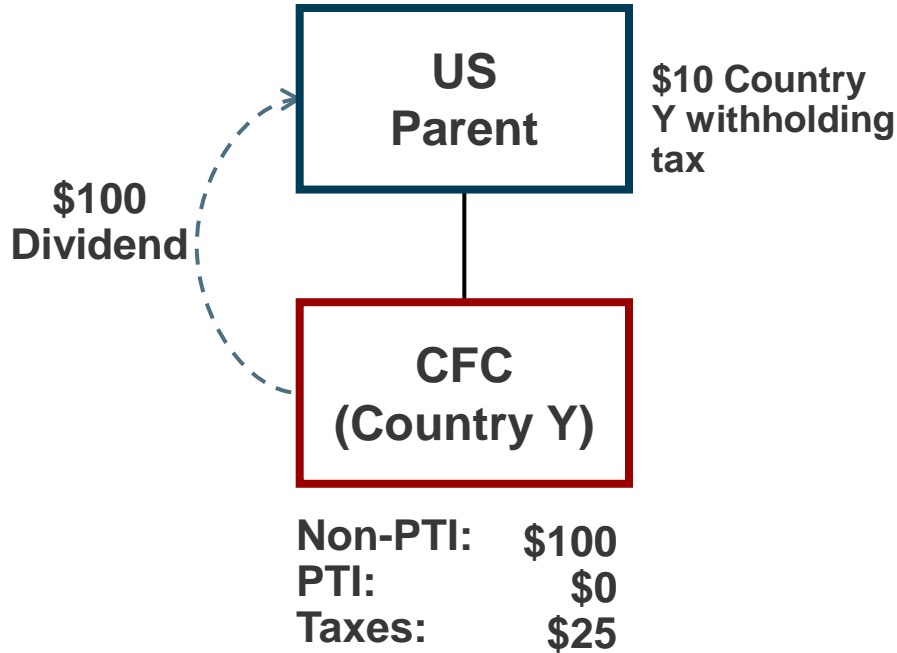 US
Parent
$10 Country
Y withholding
tax
$100
Dividend
CFC
(Country Y)
Non-PTI: $100
PTI: $0
Taxes: $25